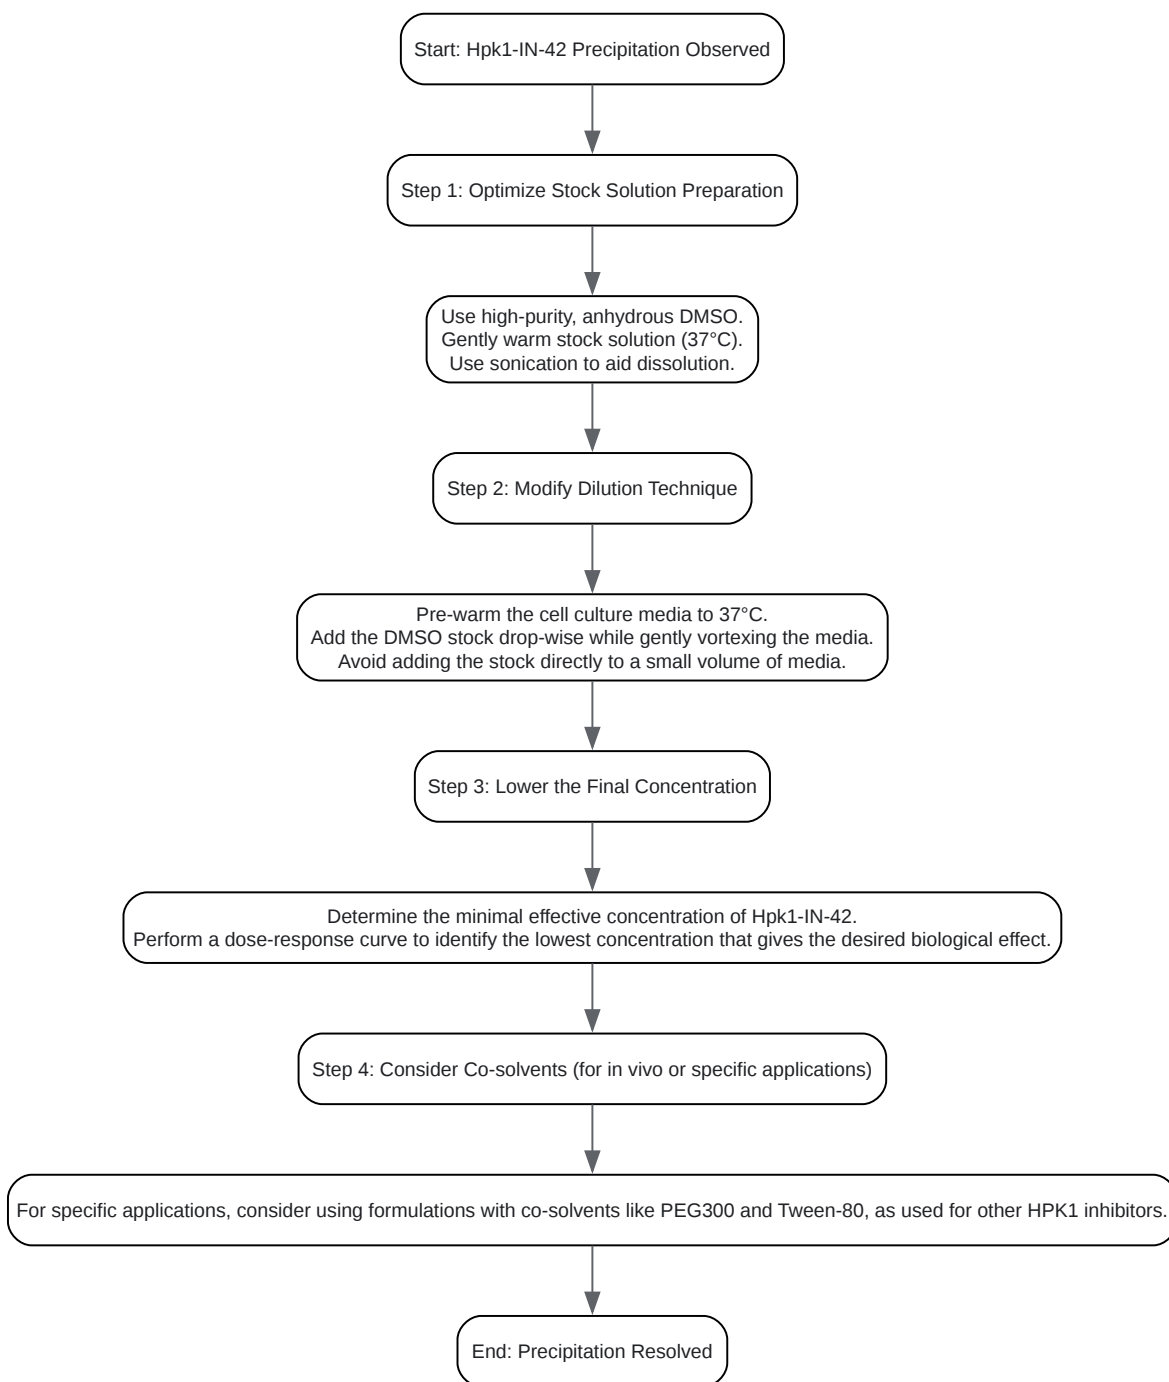 Start: Hpk1-IN-42 Precipitation Observed
Step 1: Optimize Stock Solution Preparation
Use high-purity, anhydrous DMSO.
Gently warm stock solution (37°C).
Use sonication to aid dissolution.
Step 2: Modify Dilution Technique
Pre-warm the cell culture media to 37°C.
Add the DMSO stock drop-wise while gently vortexing the media.
Avoid adding the stock directly to a small volume of media.
Step 3: Lower the Final Concentration
Determine the minimal effective concentration of Hpk1-IN-42.
Perform a dose-response curve to identify the lowest concentration that gives the desired biological effect.
Step 4: Consider Co-solvents (for in vivo or specific applications)
For specific applications, consider using formulations with co-solvents like PEG300 and Tween-80, as used for other HPK1 inhibitors.
End: Precipitation Resolved